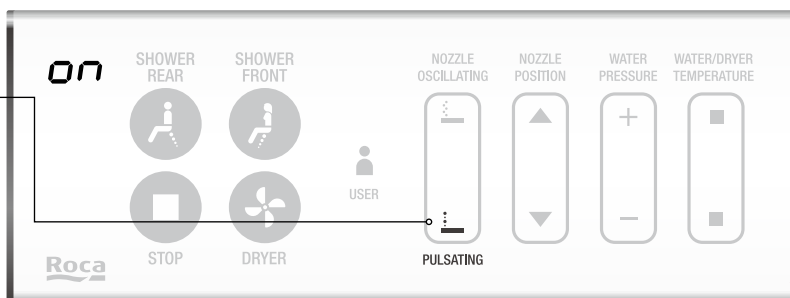 on
SHOWER
REAR
SHOWER
FRONT
NOZZLE
OSCILLATING
NOZZLE
POSITION
WATER
PRESSURE
WATER/DRYER
TEMPERATURE
USER
STOP
DRYER
PULSATING
Roca